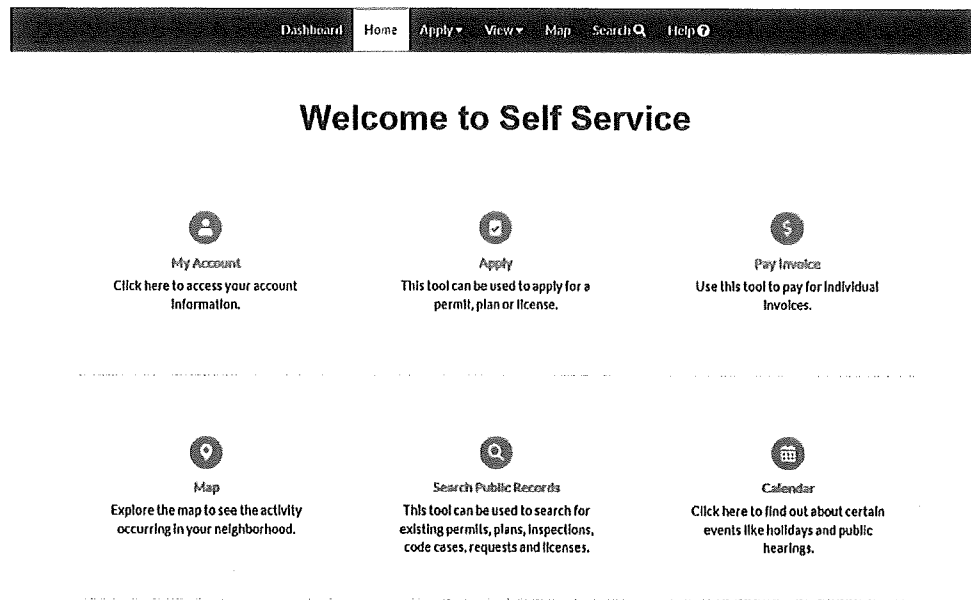 Dashboard Home Apply View Map Search Help
Welcome to Self Service
My Account
Click here to access your account
information.
Apply
This tool can be used to apply for a
permit, plan or license.
Pay Invoice
Use this tool to pay for individual
invoices.
Map
Explore the map to see the activity
occurring in your neighborhood.
Search Public Records
This tool can be used to search for
existing permits, plans, inspections,
code cases, requests and licenses.
Calendar
Click here to find out about certain
events like holidays and public
hearings.